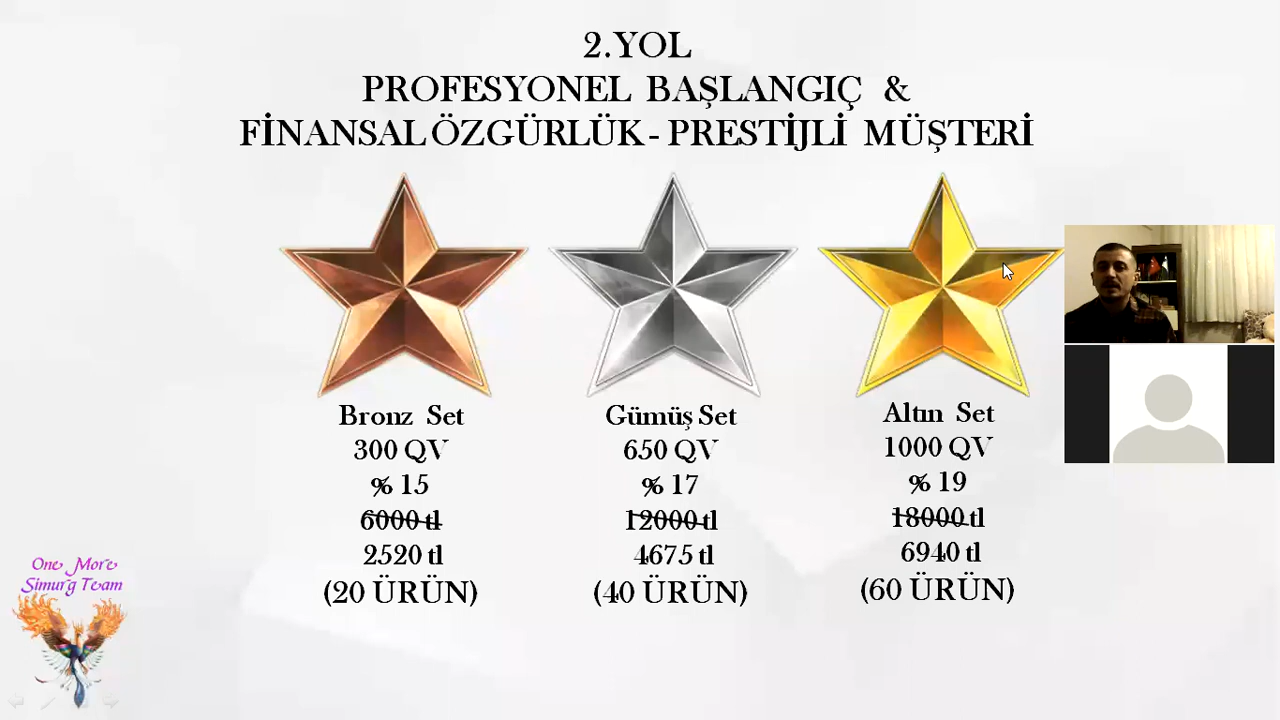 2.YOL
PROFESYONEL BAŞLANGIÇ &
FİNANSAL ÖZGÜRLÜK - PRESTİJLİ MÜŞTERİ
Bronz Set
300 QV
% 15
6000 tl
2520 tl
(20 ÜRÜN)
Gümüş Set
650 QV
% 17
12000 tl
4675 tl
(40 ÜRÜN)
Altın Set
1000 QV
% 19
18000 tl
6940 tl
(60 ÜRÜN)
One More
Simurg Team